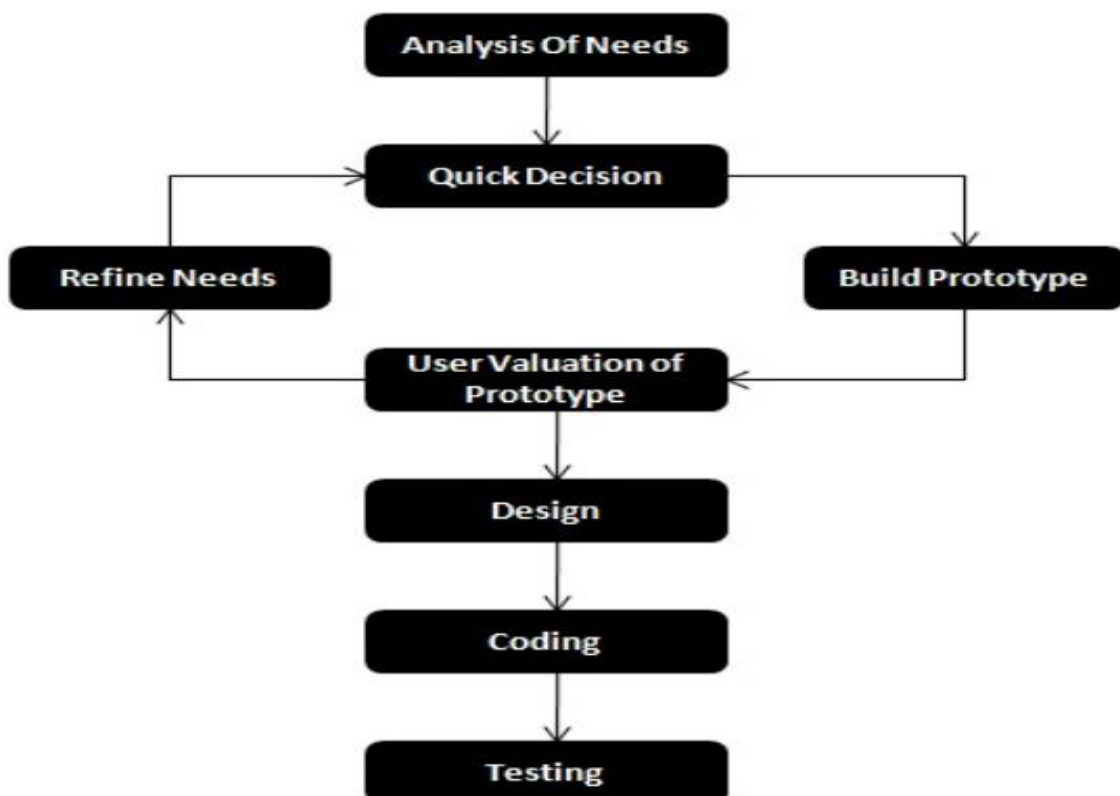 Analysis Of Needs
Quick Decision
Refine Needs
Build Prototype
User Valuation of
Prototype
Design
Coding
Testing